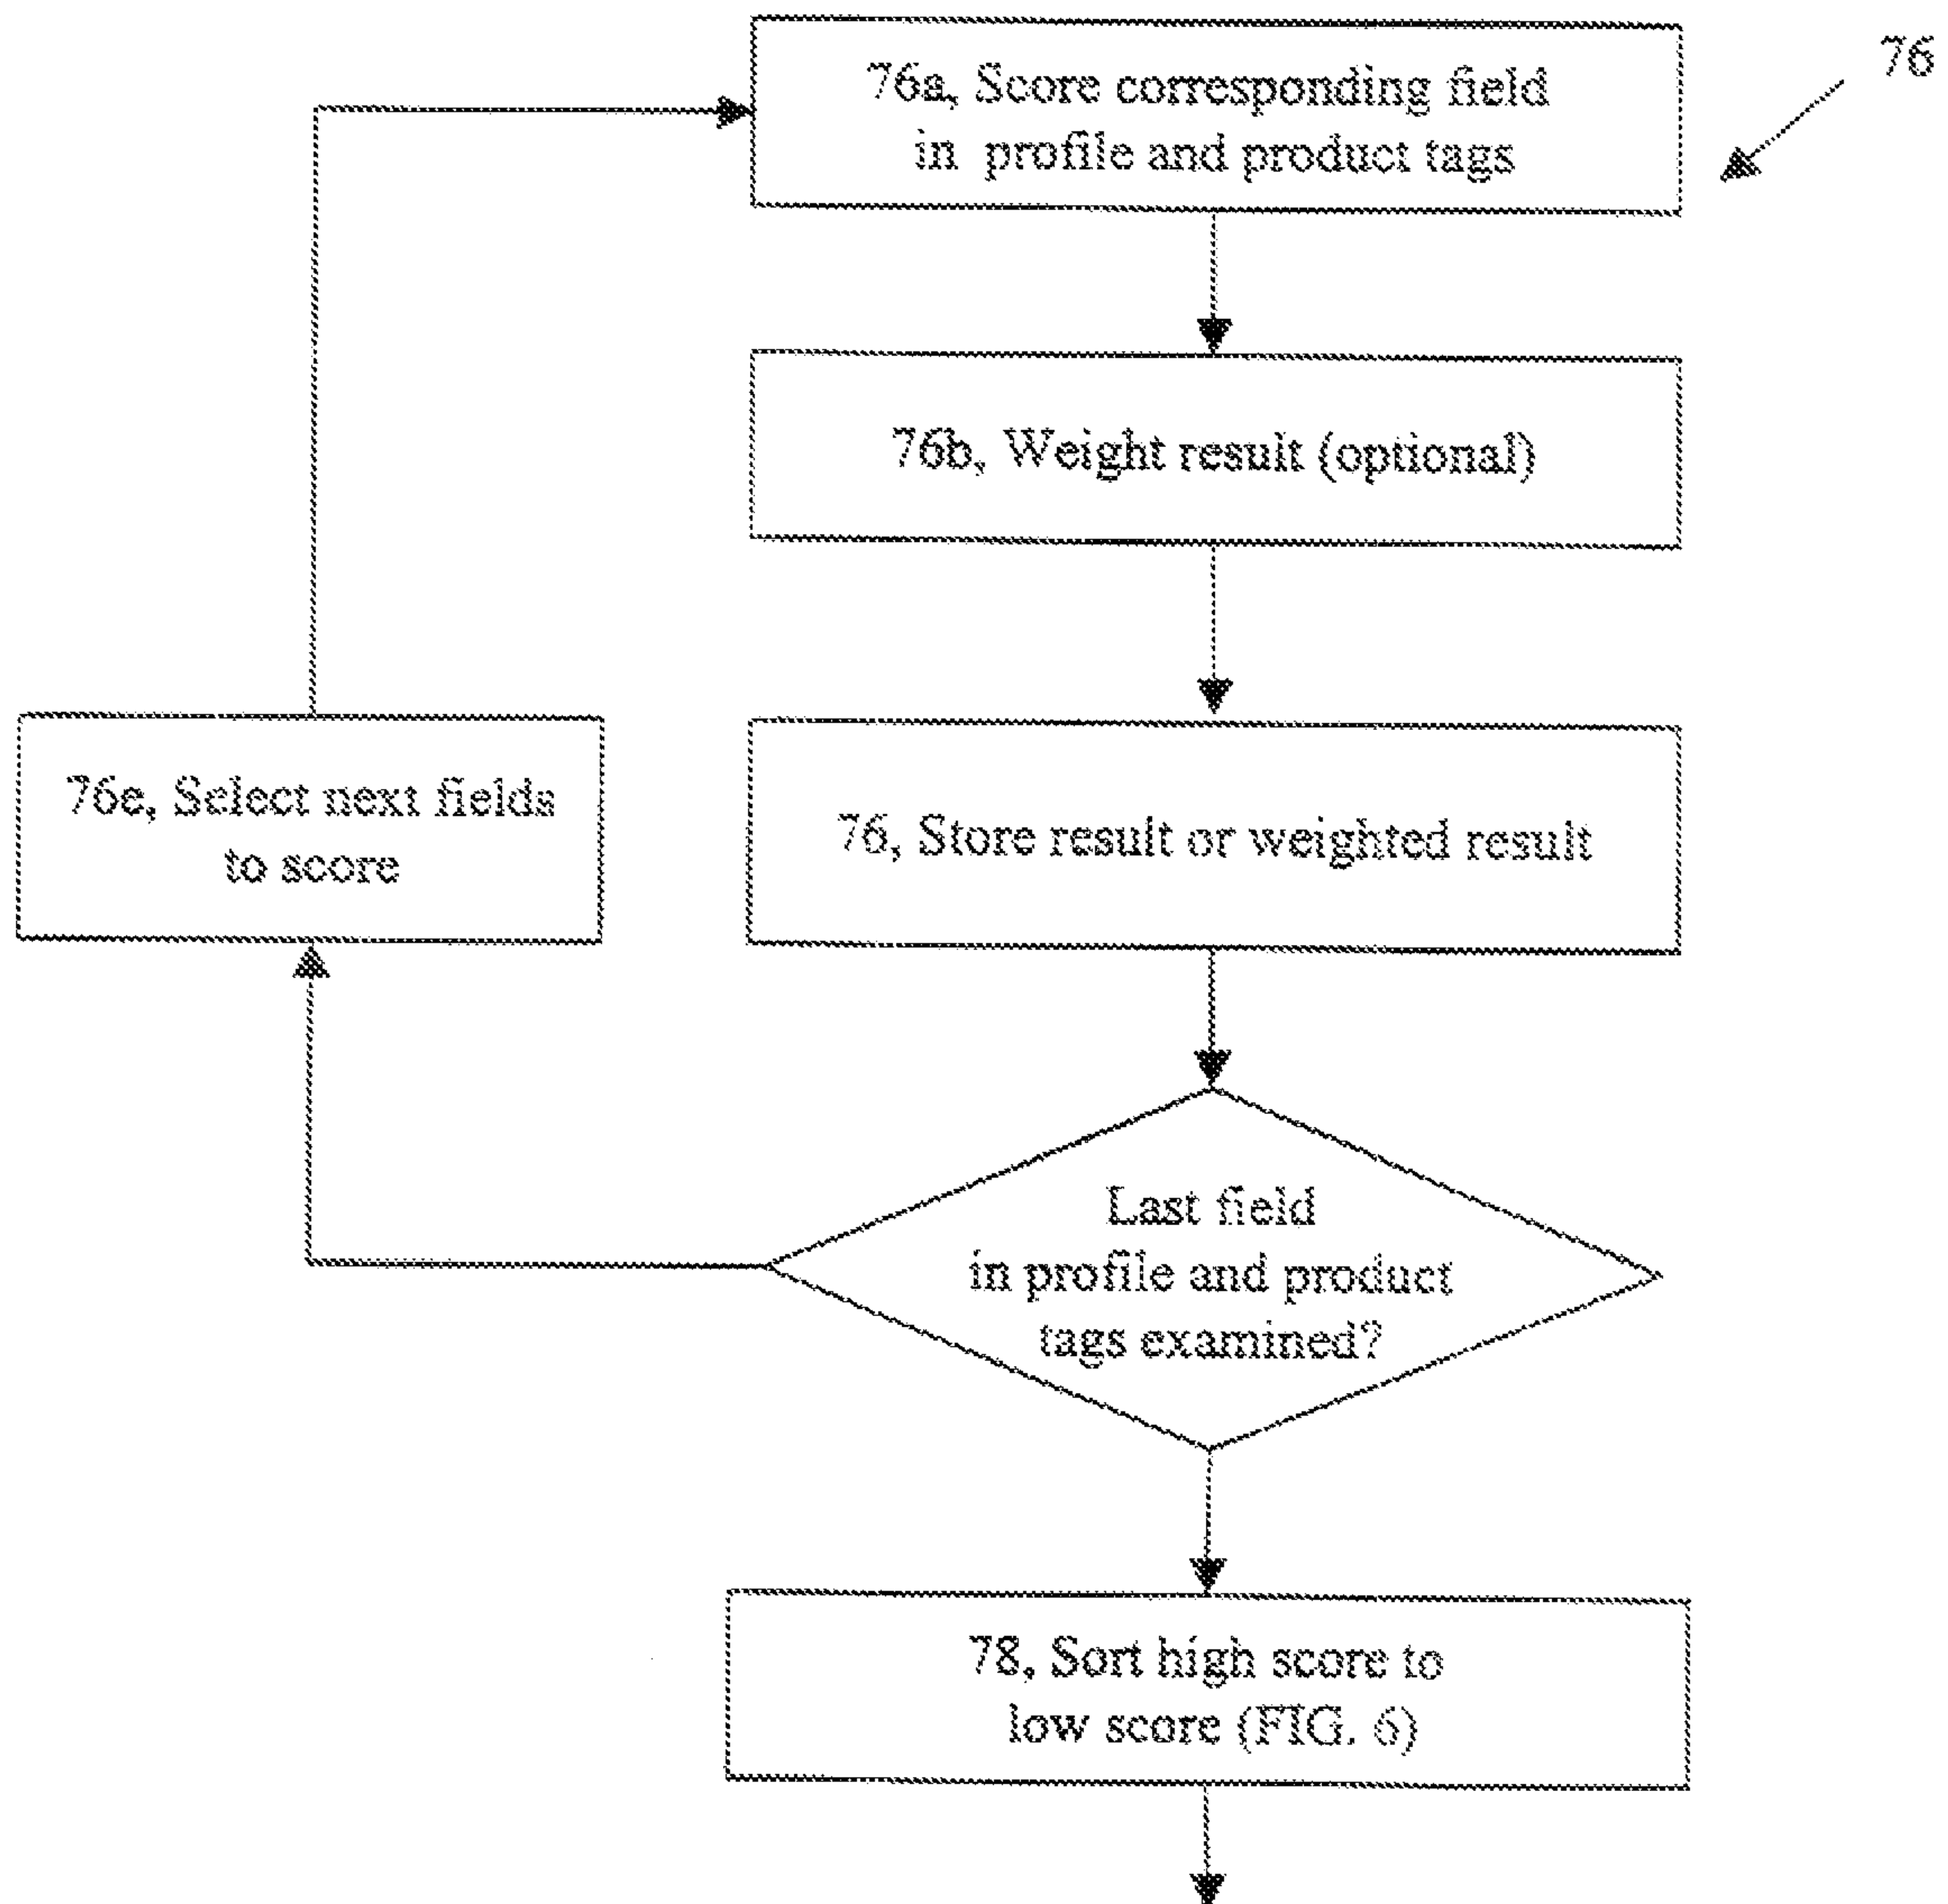 76
76a, Score corresponding field
in profile and product tags
76b, Weight result (optional)
76e, Select next fields
to score
76, Store result or weighted result
Last field
in profile and product
tags examined?
78, Sort high score to
low score (FIG. 6)